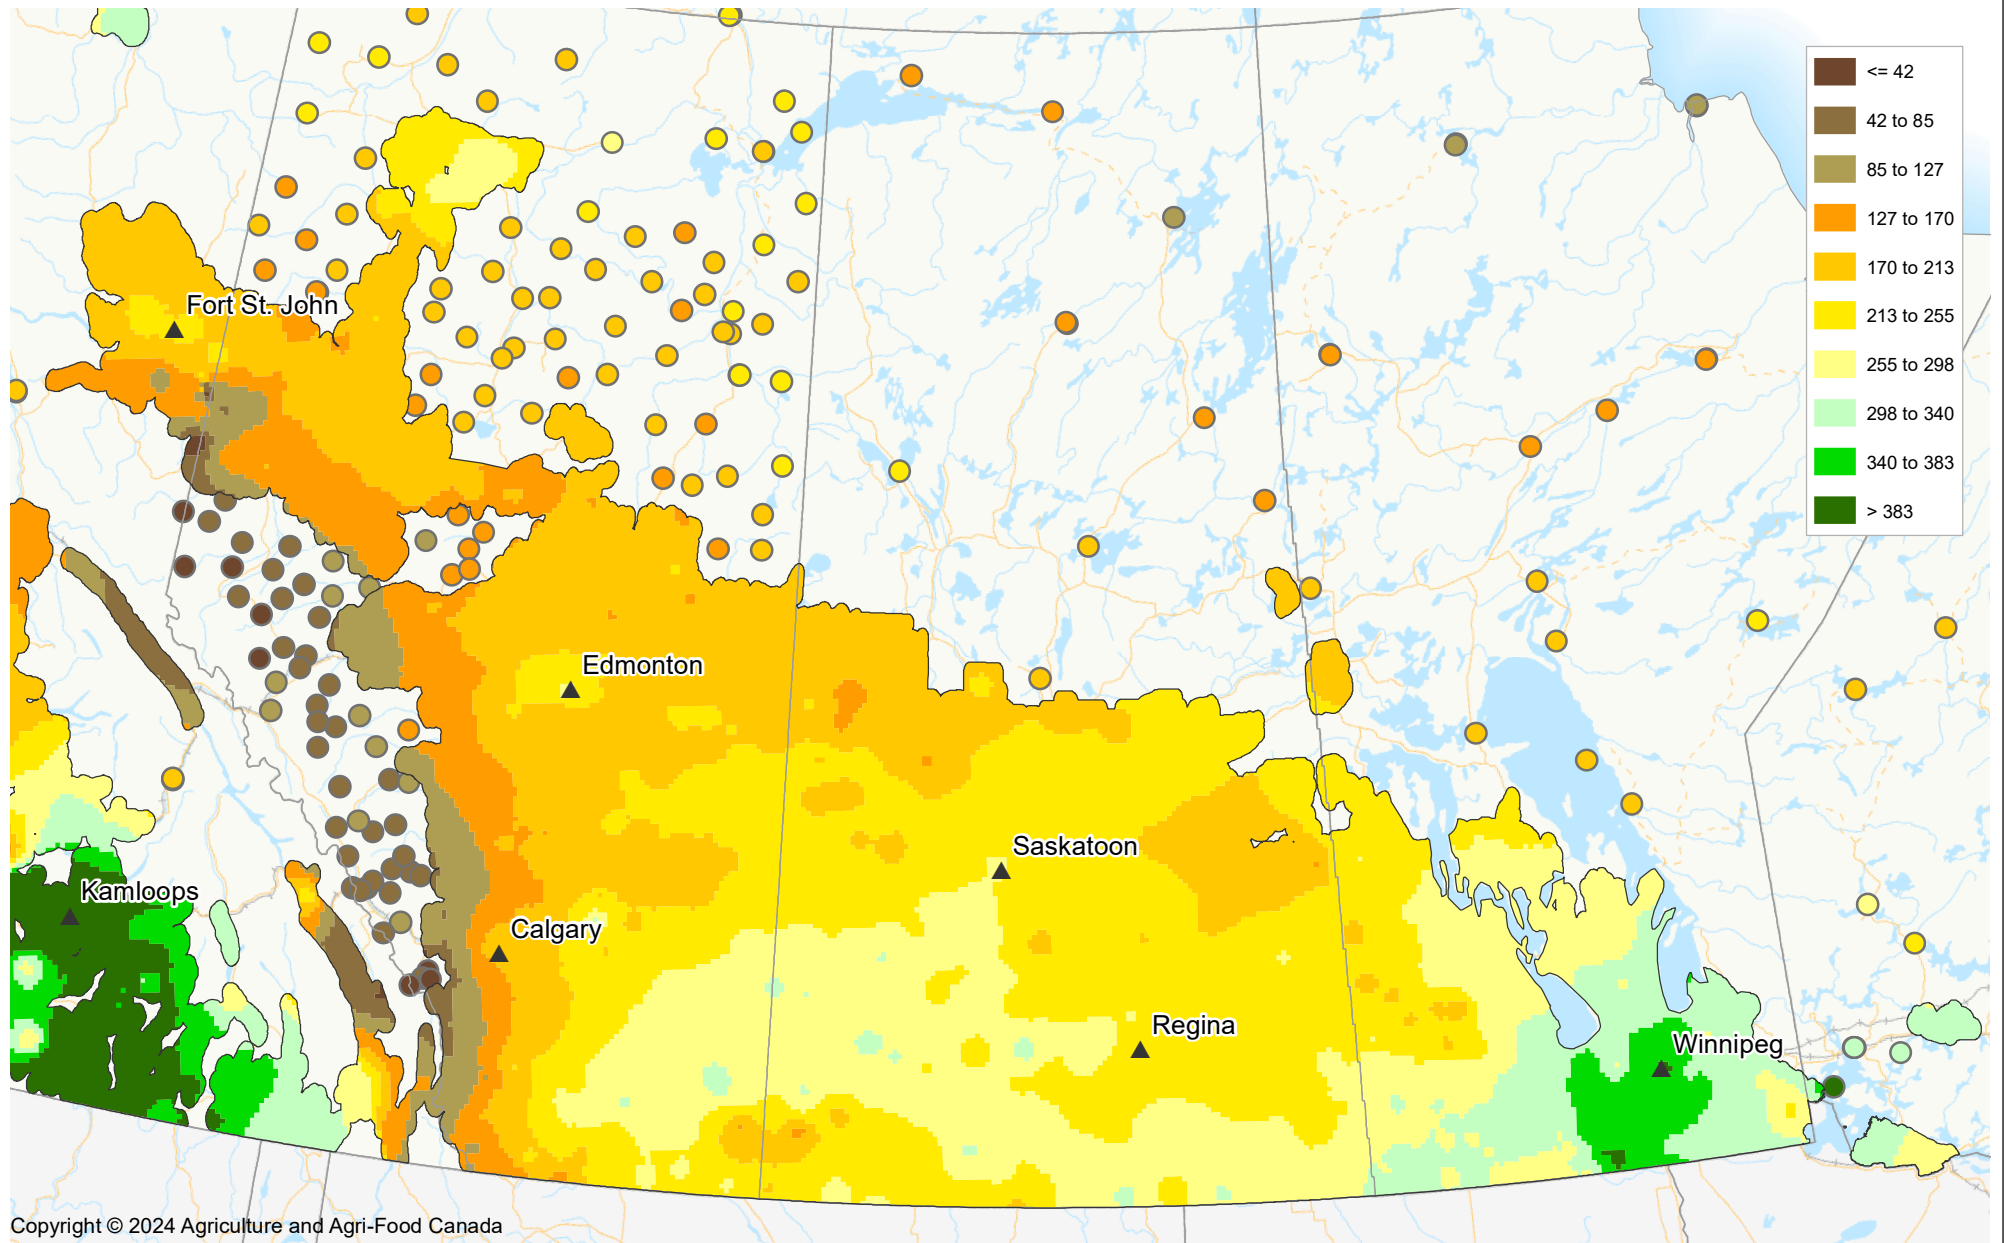 <= 42
42 to 85
85 to 127
127 to 170
170 to 213
213 to 255
255 to 298
298 to 340
340 to 383
> 383
Fort St. John
Edmonton
Saskatoon
Kamloops
Calgary
Regina
Winnipeg
Copyright © 2024 Agriculture and Agri-Food Canada